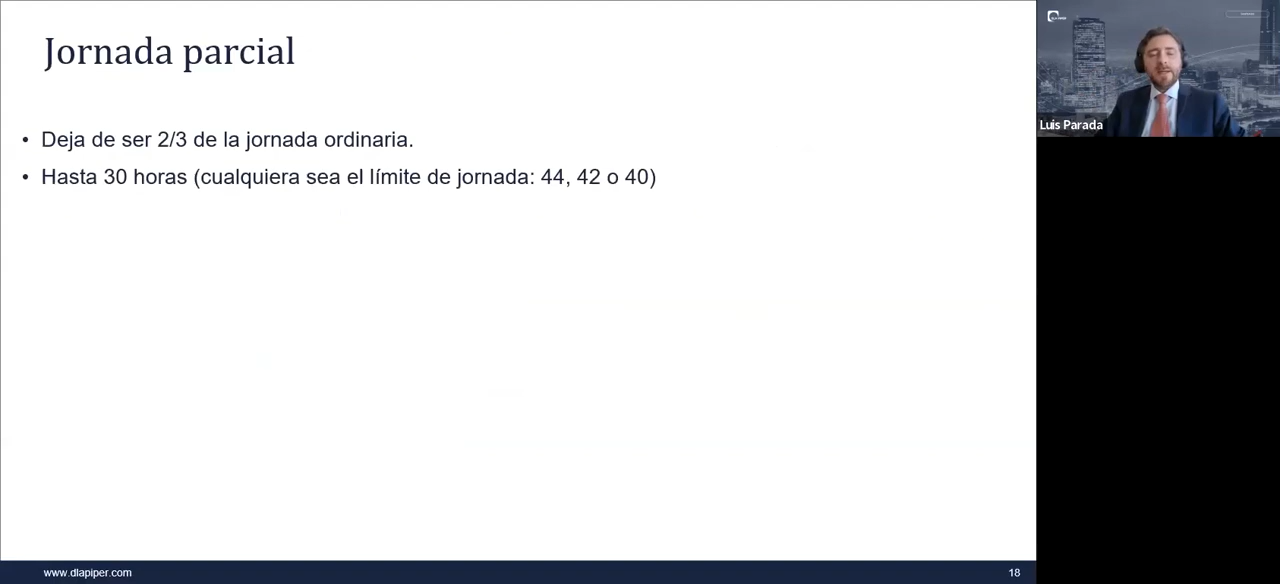 Jornada parcial
• Deja de ser 2/3 de la jornada ordinaria.
• Hasta 30 horas (cualquiera sea el límite de jornada: 44, 42 o 40)
Luis Parada
www.dlapiper.com
18